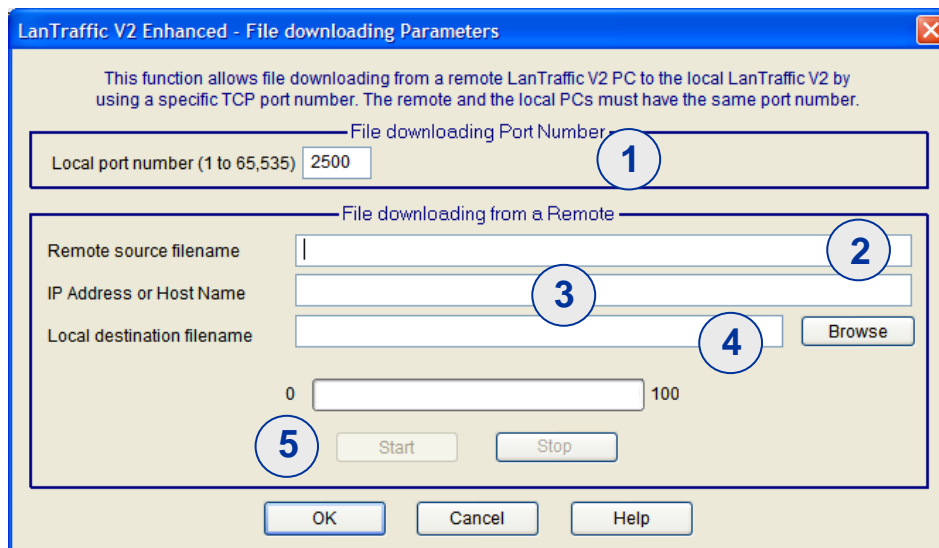 LanTraffic V2 Enhanced - File downloading Parameters
This function allows file downloading from a remote LanTraffic V2 PC to the local LanTraffic V2 by
using a specific TCP port number. The remote and the local PCs must have the same port number.
File downloading Port Number
Local port number (1 to 65,535) 2500 1
File downloading from a Remote
Remote source filename 2
IP Address or Host Name 3
Local destination filename 4 Browse
0 100
5 Start Stop
OK Cancel Help